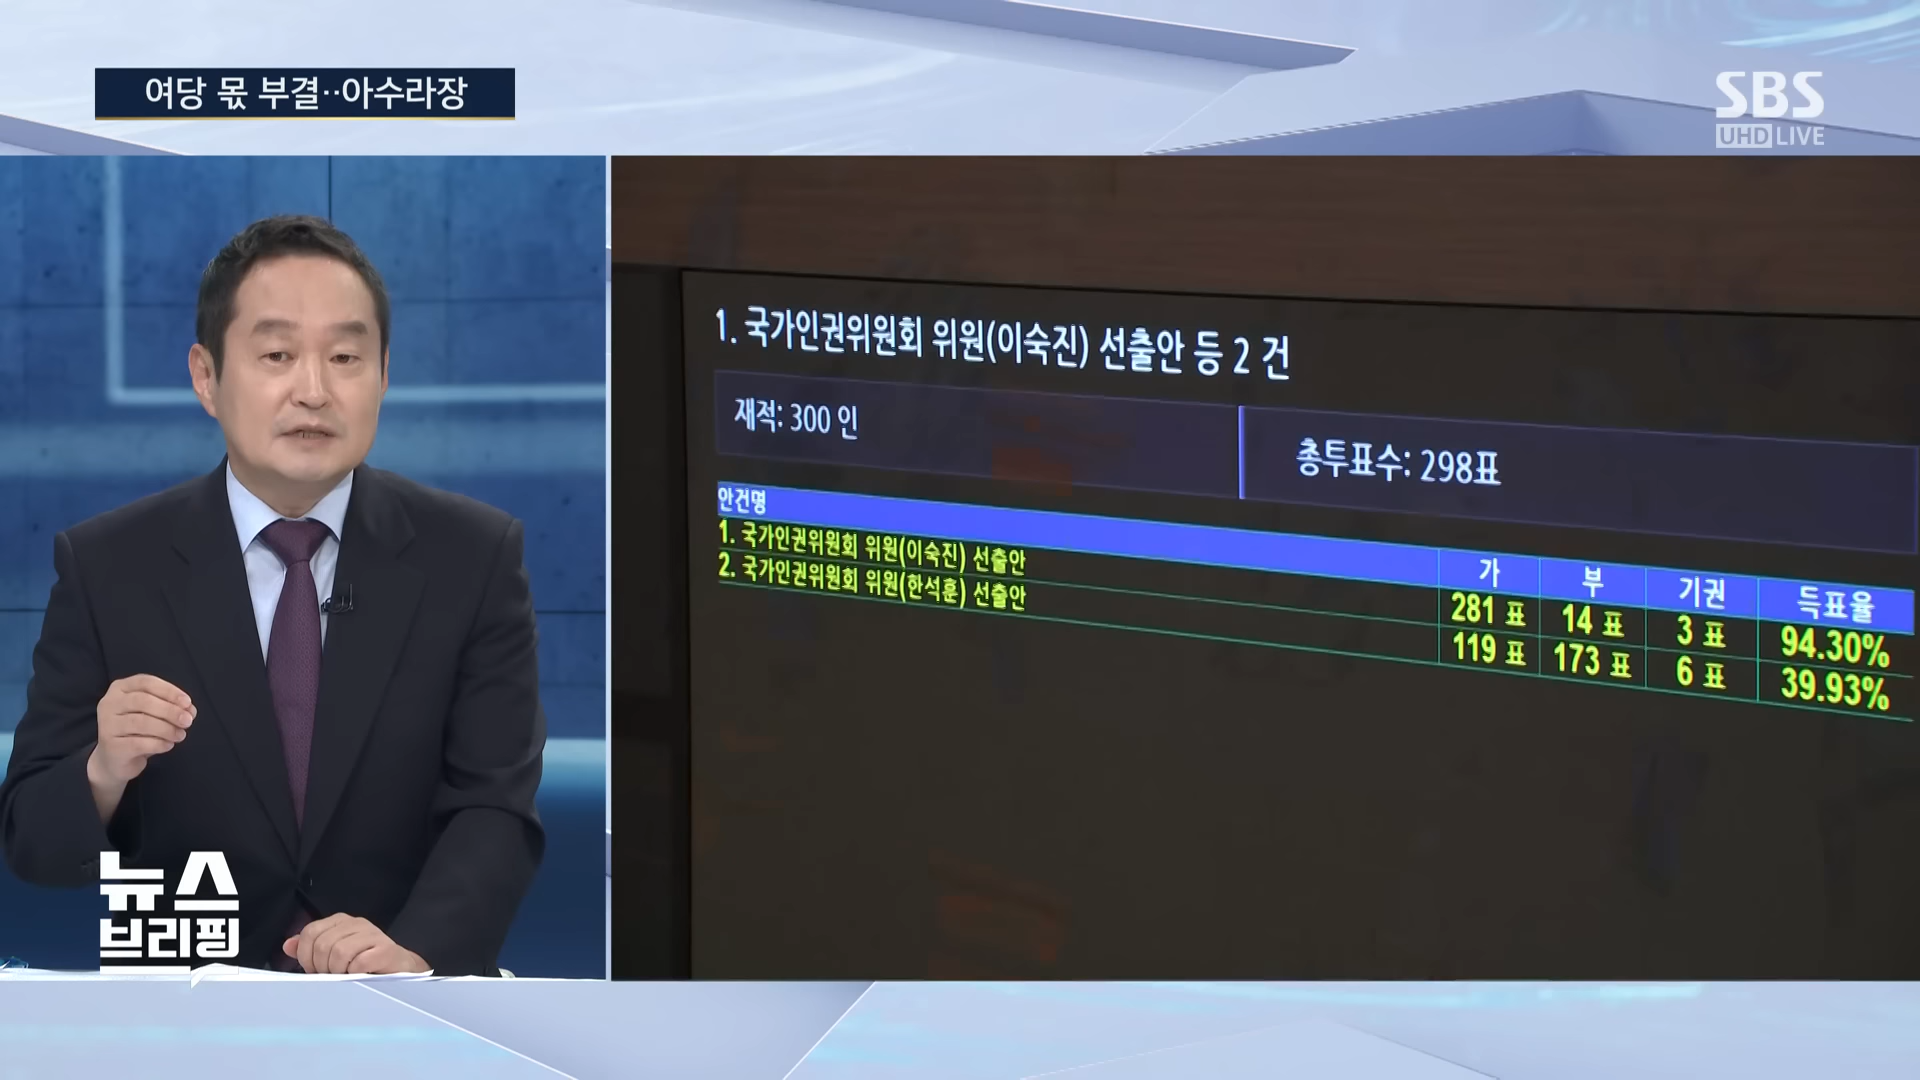 여당 몫 부결··아수라장
SBS
UHD LIVE
1. 국가인권위원회 위원(이숙진) 선출안 등 2 건
재적: 300 인
총투표수: 298표
안건명 가 부 기권 득표율
1. 국가인권위원회 위원(이숙진) 선출안 281 표 14 표 3 표 94.30%
2. 국가인권위원회 위원(한석훈) 선출안 119 표 173 표 6 표 39.93%
뉴스
브리핑